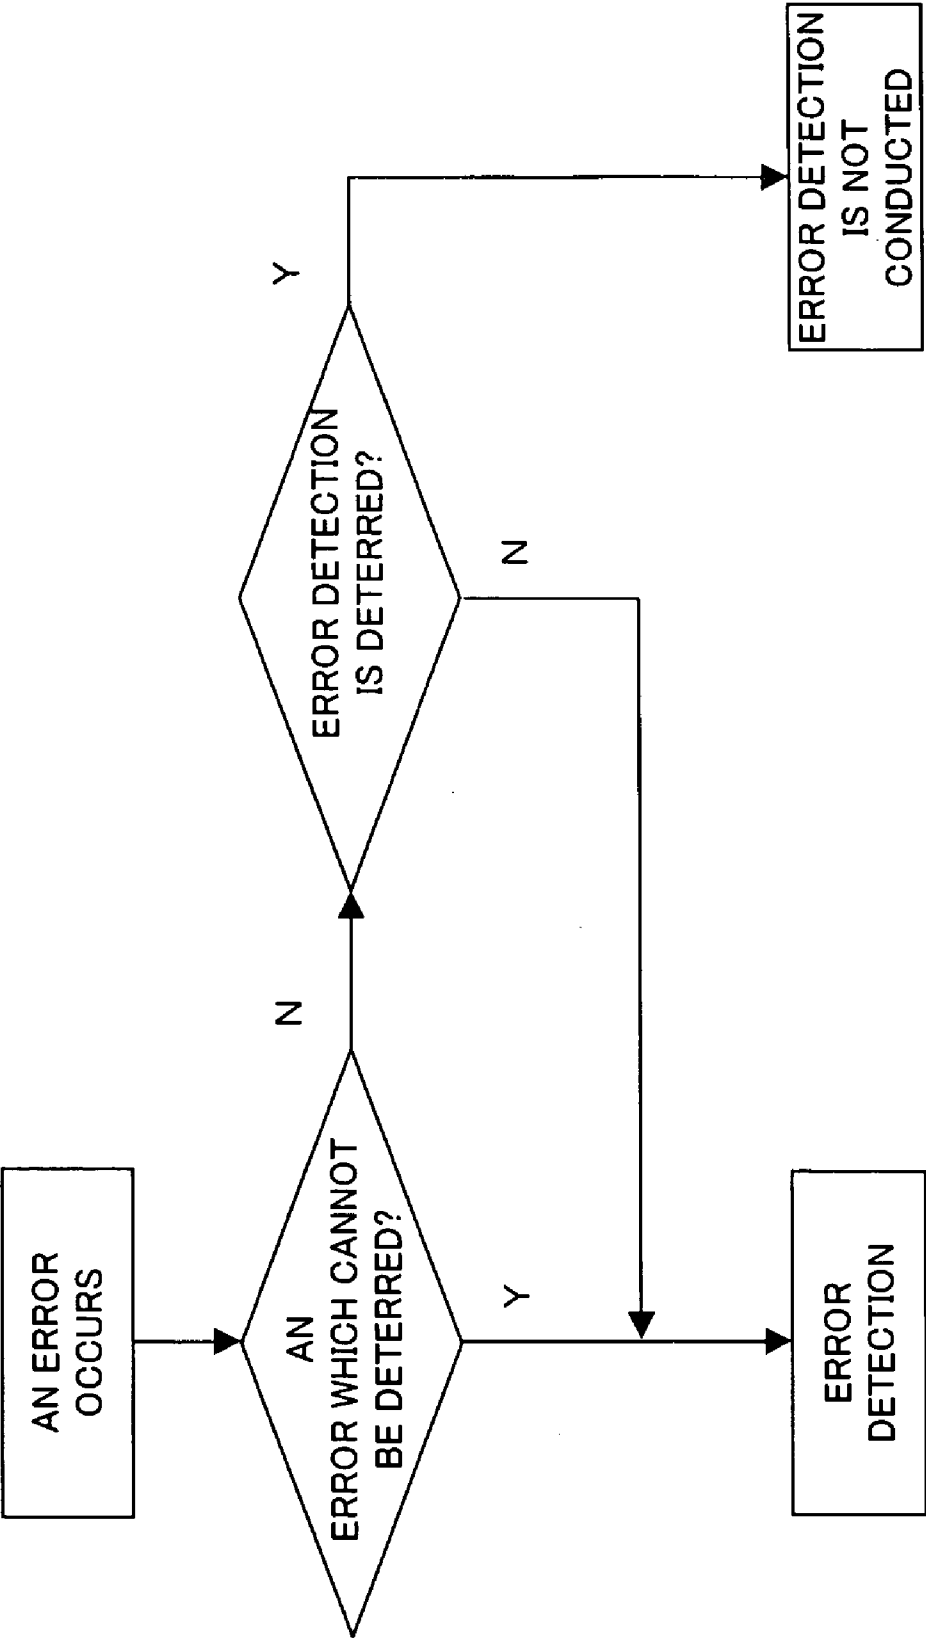 AN ERROR
OCCURS
AN
ERROR WHICH CANNOT
BE DETERRED?
N
Y
ERROR DETECTION
IS DETERRED?
Y
N
ERROR
DETECTION
ERROR DETECTION
IS NOT
CONDUCTED